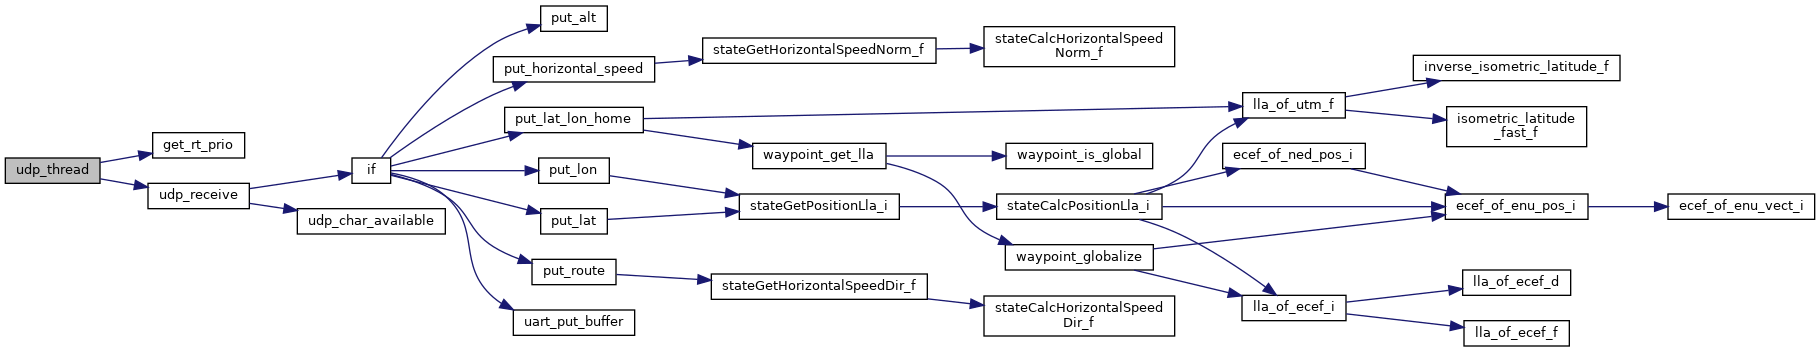 udp_thread
get_rt_prio
udp_receive
if
udp_char_available
put_alt
put_horizontal_speed
put_lat_lon_home
put_lon
put_lat
put_route
uart_put_buffer
stateGetHorizontalSpeedNorm_f
waypoint_get_lla
stateGetPositionLla_i
stateGetHorizontalSpeedDir_f
stateCalcHorizontalSpeed
Norm_f
waypoint_is_global
stateCalcPositionLla_i
waypoint_globalize
stateCalcHorizontalSpeed
Dir_f
lla_of_utm_f
ecef_of_ned_pos_i
lla_of_ecef_i
inverse_isometric_latitude_f
isometric_latitude
_fast_f
ecef_of_enu_pos_i
lla_of_ecef_d
lla_of_ecef_f
ecef_of_enu_vect_i